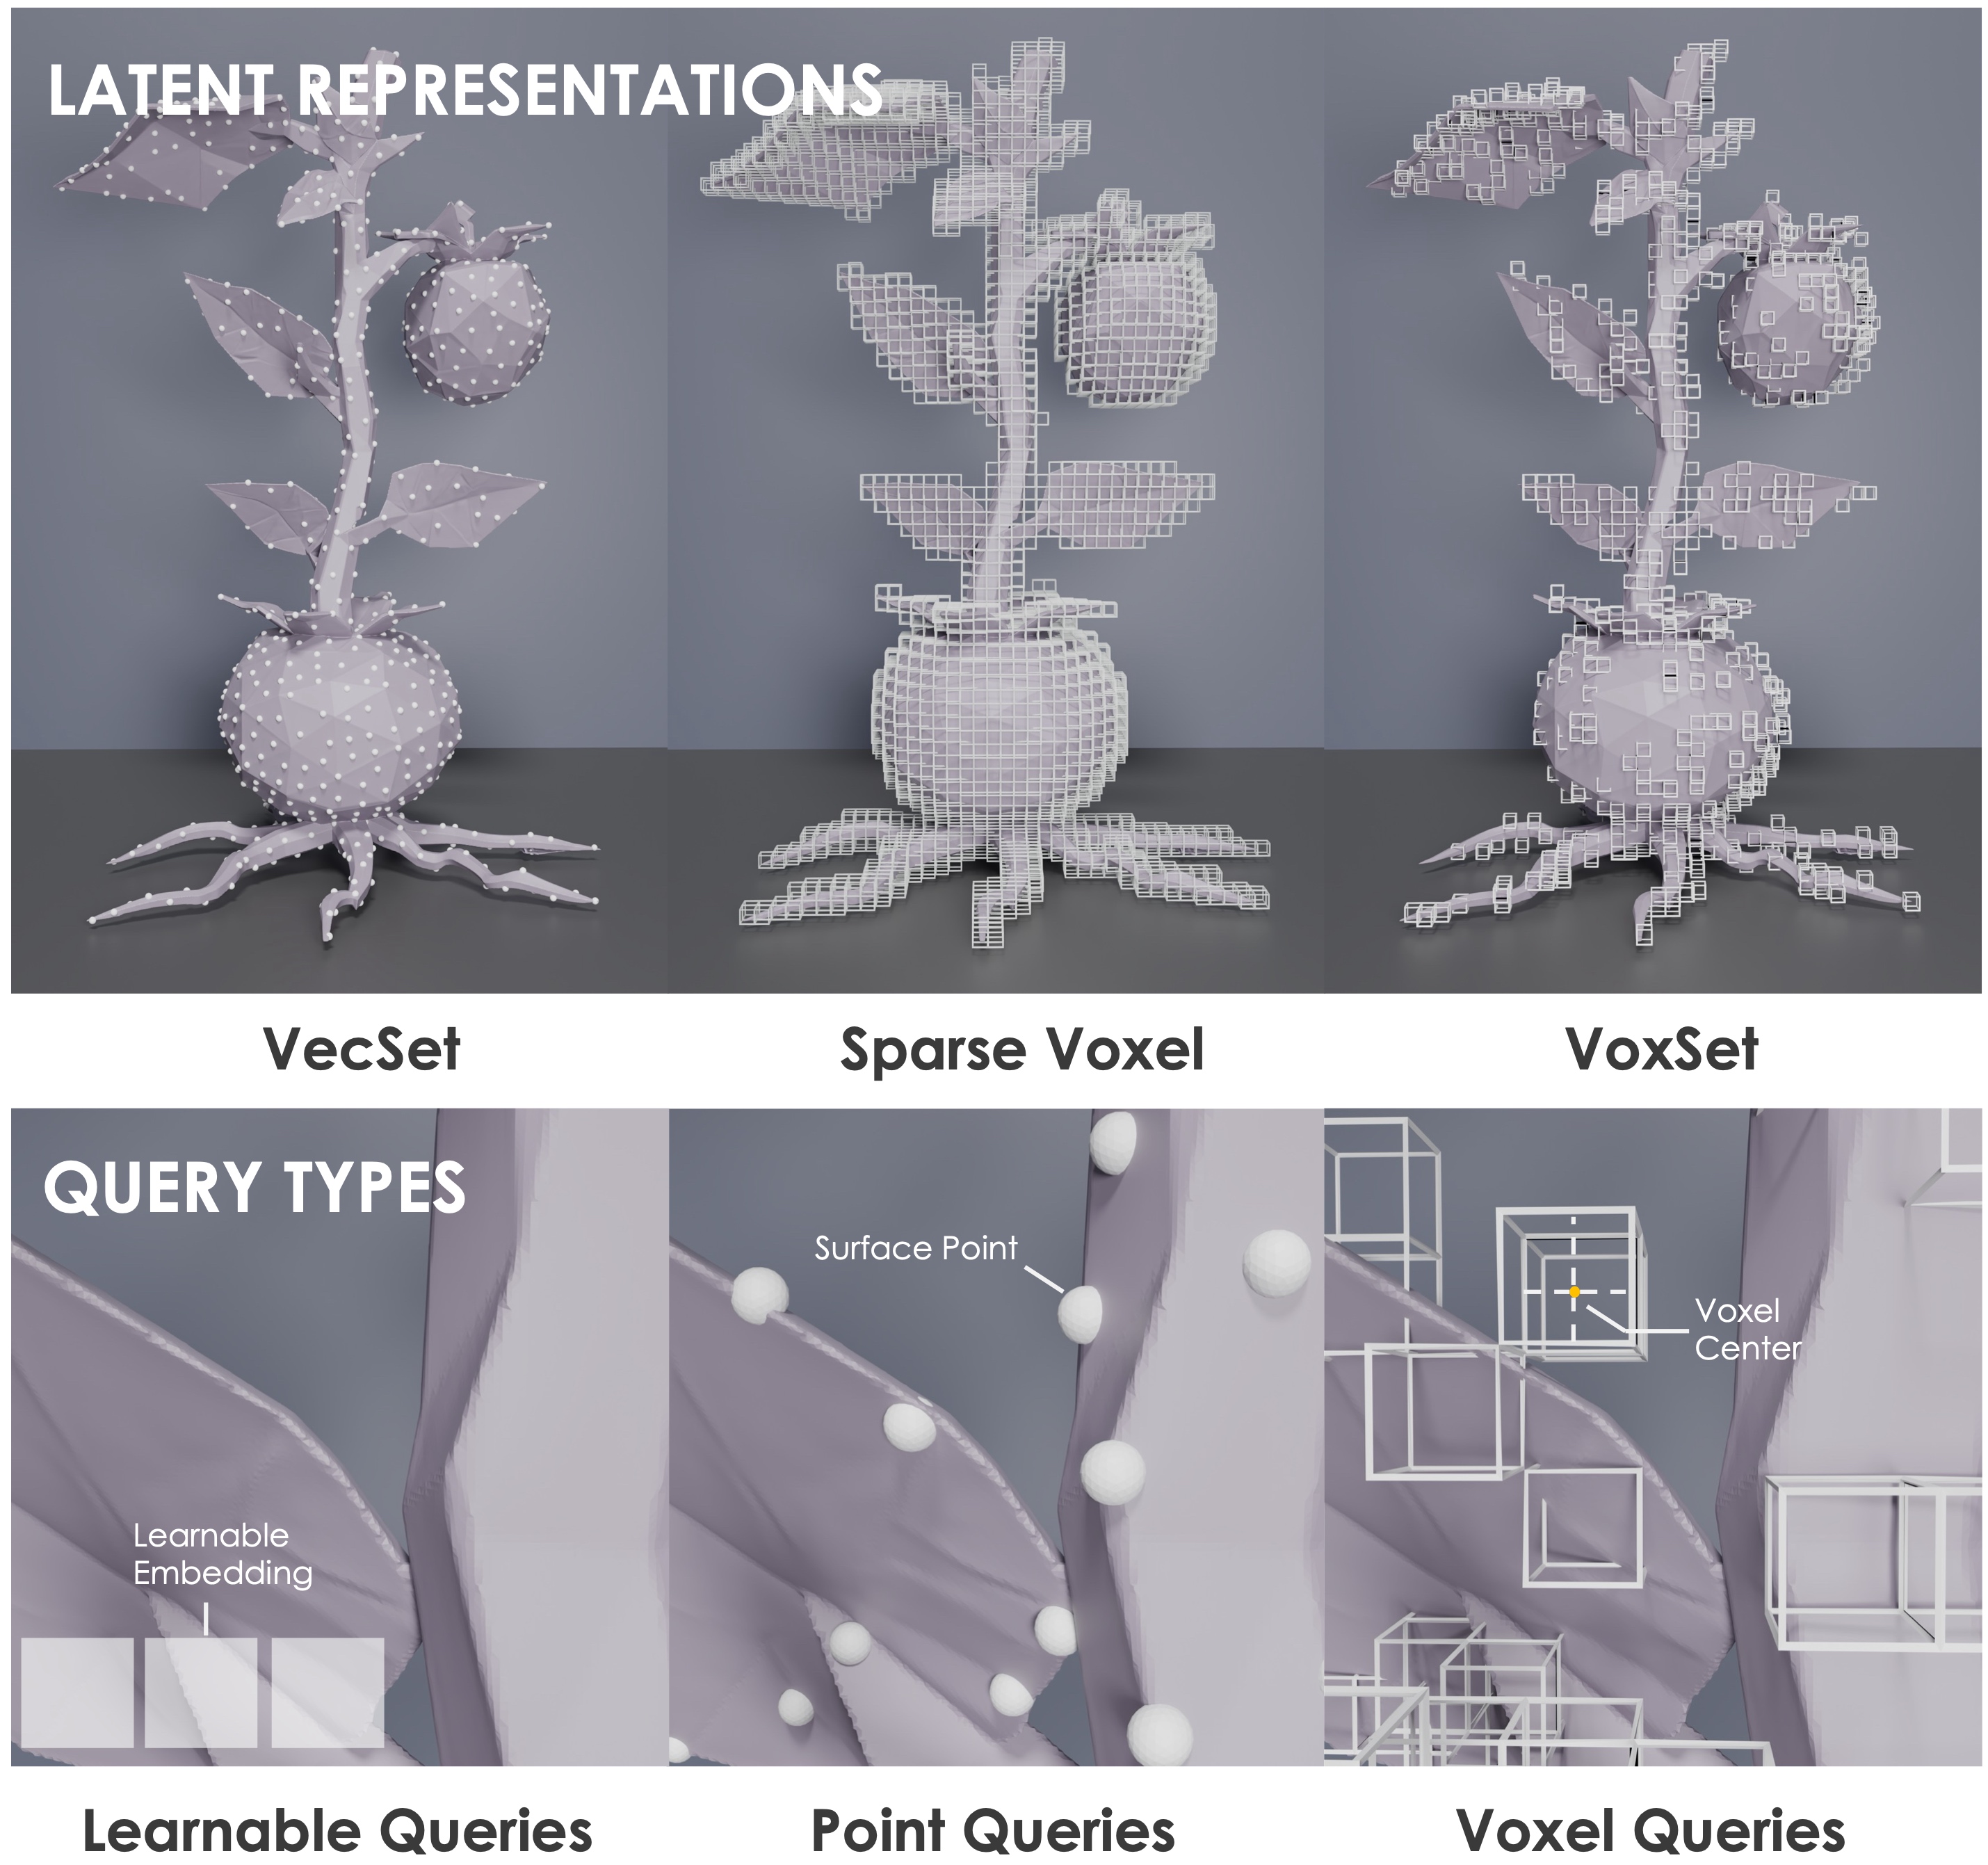 LATENT REPRESENTATIONS
VecSet
Sparse Voxel
VoxSet
QUERY TYPES
Learnable
Embedding
Surface Point
Voxel
Center
Learnable Queries
Point Queries
Voxel Queries